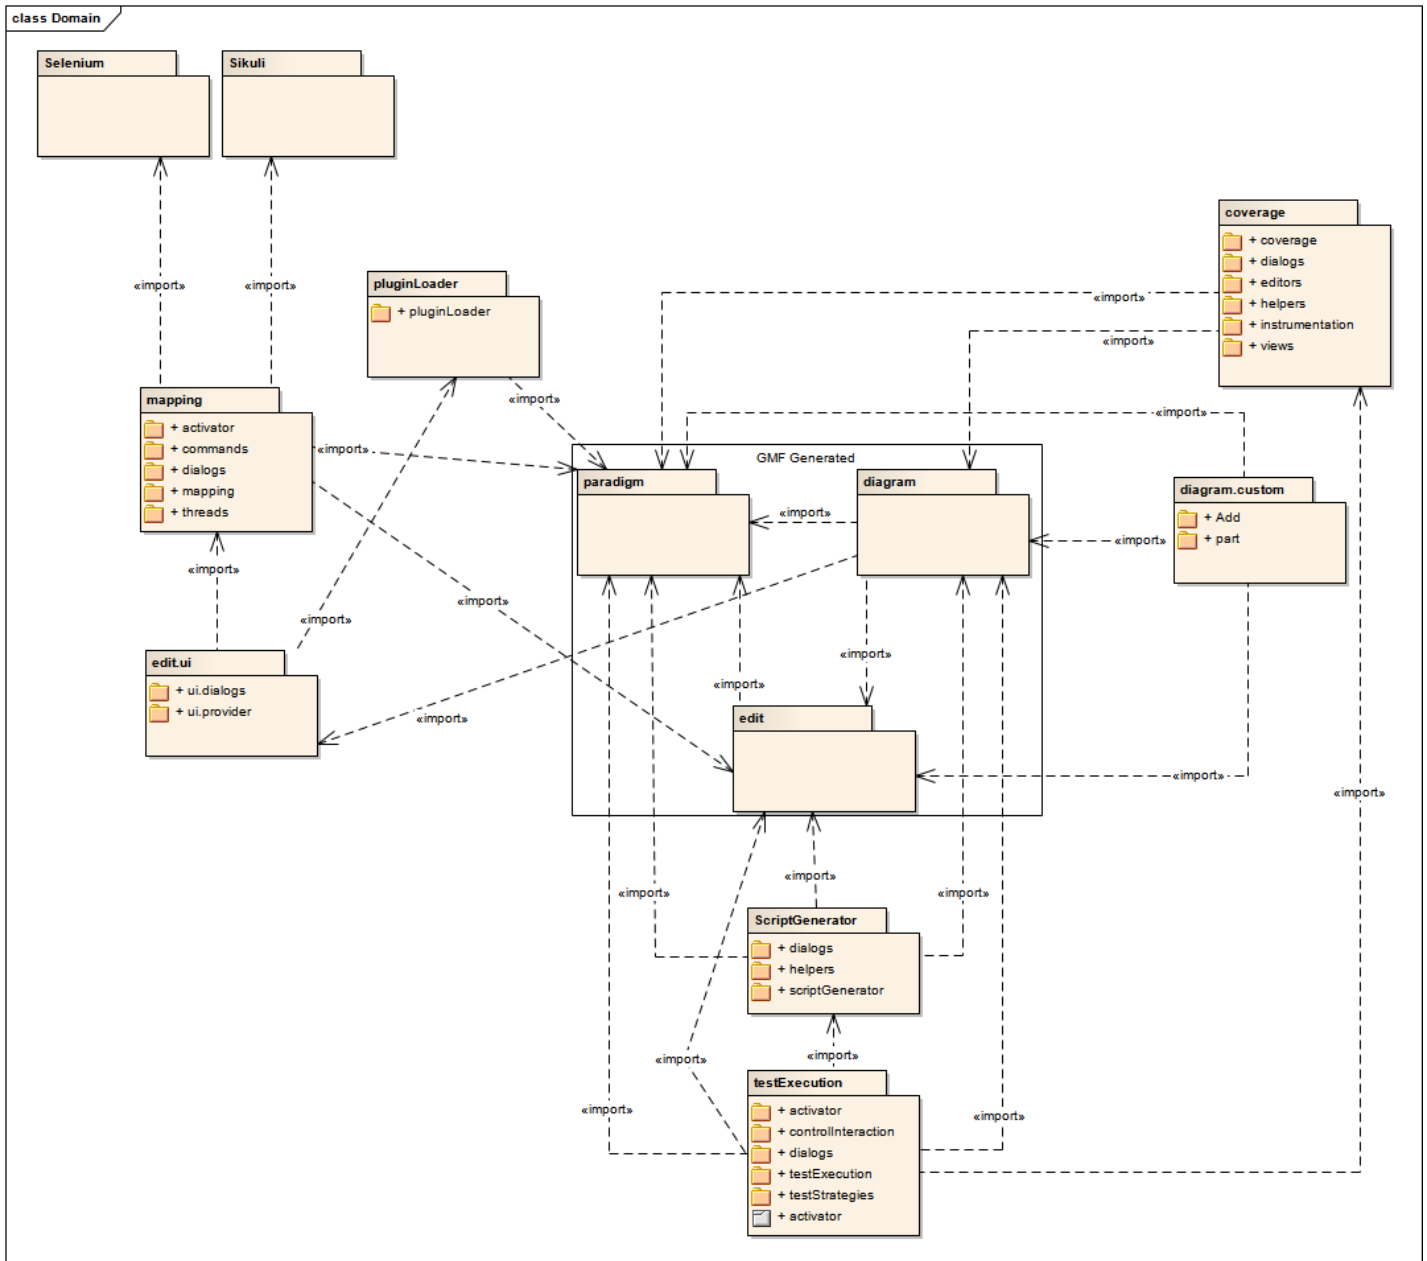 class Domain
Selenium
Sikuli
coverage
+ coverage
+ dialogs
+ editors
+ helpers
+ instrumentation
+ views
«import»
«import»
pluginLoader
+ pluginLoader
«import»
«import»
«import»
mapping
+ activator
+ commands
+ dialogs
+ mapping
+ threads
«import»
«import»
«import»
GMF Generated
paradigm
diagram
diagram.custom
+ Add
+ part
«import»
«import»
«import»
«import»
«import»
edit.ui
+ ui.dialogs
+ ui.provider
«import»
«import»
«import»
edit
«import»
«import»
«import»
«import»
«import»
ScriptGenerator
+ dialogs
+ helpers
+ scriptGenerator
«import»
«import»
testExecution
+ activator
+ controlInteraction
+ dialogs
+ testExecution
+ testStrategies
+ activator
«import»
«import»